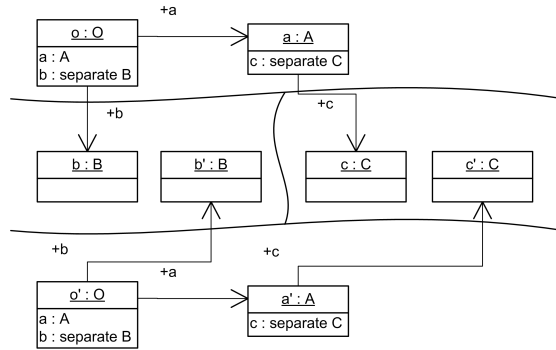 +a
o : O
a : A
b : separate B
a : A
c : separate C
+b
+c
b : B
b' : B
c : C
c' : C
+b
+a
+c
o' : O
a : A
b : separate B
a' : A
c : separate C